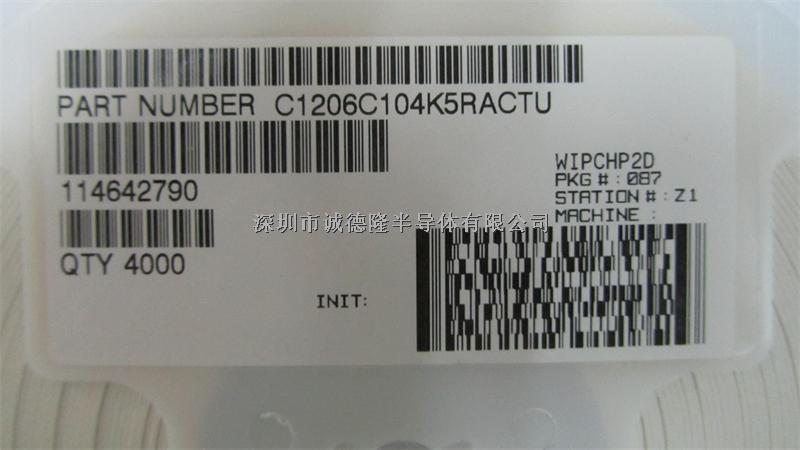 PART NUMBER C1206C104K5RACTU
114642790
QTY 4000
WIPCHP2D
PKG # : 087
STATION # : Z1
MACHINE :
INIT:
深圳市诚德隆半导体有限公司